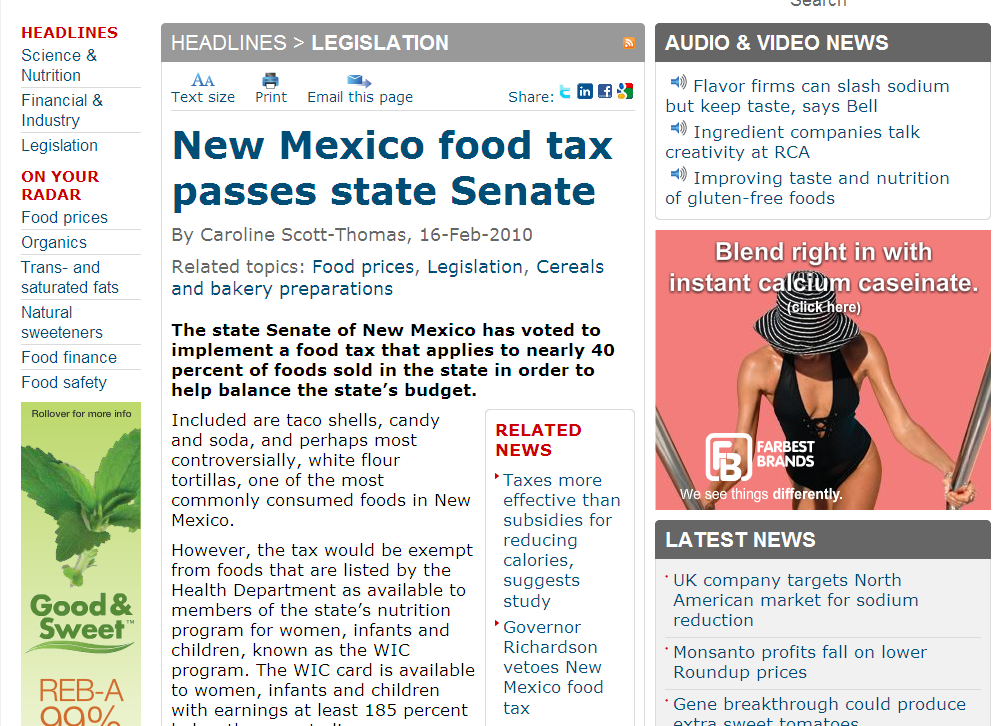 Search
HEADLINES
Science &
Nutrition
Financial &
Industry
Legislation
ON YOUR
RADAR
Food prices
Organics
Trans- and
saturated fats
Natural
sweeteners
Food finance
Food safety
Rollover for more info
Good &
Sweet™
REB-A
99%
HEADLINES > LEGISLATION
AA
Text size Print Email this page Share:
New Mexico food tax
passes state Senate
By Caroline Scott-Thomas, 16-Feb-2010
Related topics: Food prices, Legislation, Cereals
and bakery preparations
The state Senate of New Mexico has voted to
implement a food tax that applies to nearly 40
percent of foods sold in the state in order to
help balance the state’s budget.
Included are taco shells, candy
and soda, and perhaps most
controversially, white flour
tortillas, one of the most
commonly consumed foods in New
Mexico.
However, the tax would be exempt
from foods that are listed by the
Health Department as available to
members of the state’s nutrition
program for women, infants and
children, known as the WIC
program. The WIC card is available
to women, infants and children
with earnings at least 185 percent
RELATED
NEWS
Taxes more
effective than
subsidies for
reducing
calories,
suggests
study
Governor
Richardson
vetoes New
Mexico food
tax
AUDIO & VIDEO NEWS
Flavor firms can slash sodium
but keep taste, says Bell
Ingredient companies talk
creativity at RCA
Improving taste and nutrition
of gluten-free foods
Blend right in with
instant calcium caseinate.
(click here)
FB
FARBEST
BRANDS
We see things differently.
LATEST NEWS
UK company targets North
American market for sodium
reduction
Monsanto profits fall on lower
Roundup prices
Gene breakthrough could produce
extra sweet tomatoes